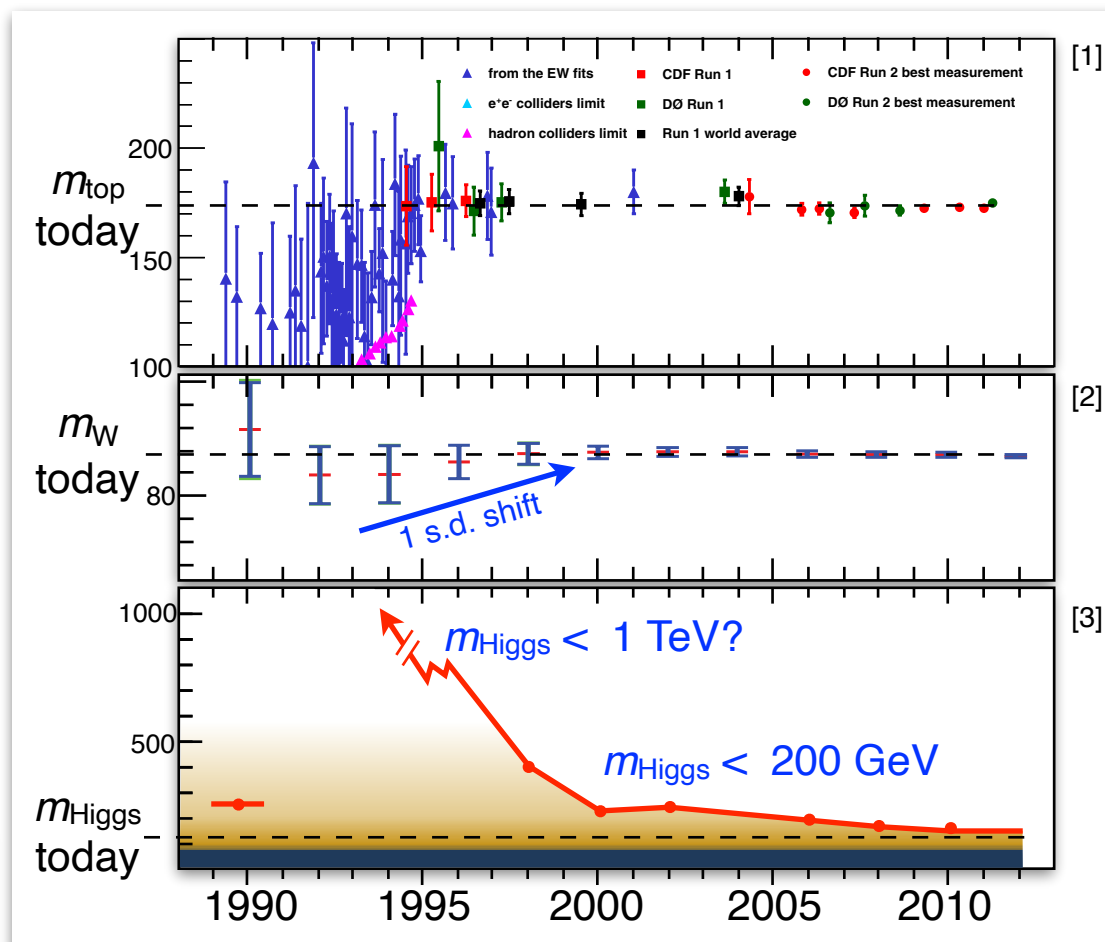 [1]
from the EW fits
CDF Run 1
CDF Run 2 best measurement
e⁺e⁻ colliders limit
DØ Run 1
DØ Run 2 best measurement
hadron colliders limit
Run 1 world average
200
m_top
today
150
100
[2]
m_W
today
80
1 s.d. shift
[3]
1000
m_Higgs < 1 TeV?
500
m_Higgs < 200 GeV
m_Higgs
today
1990 1995 2000 2005 2010